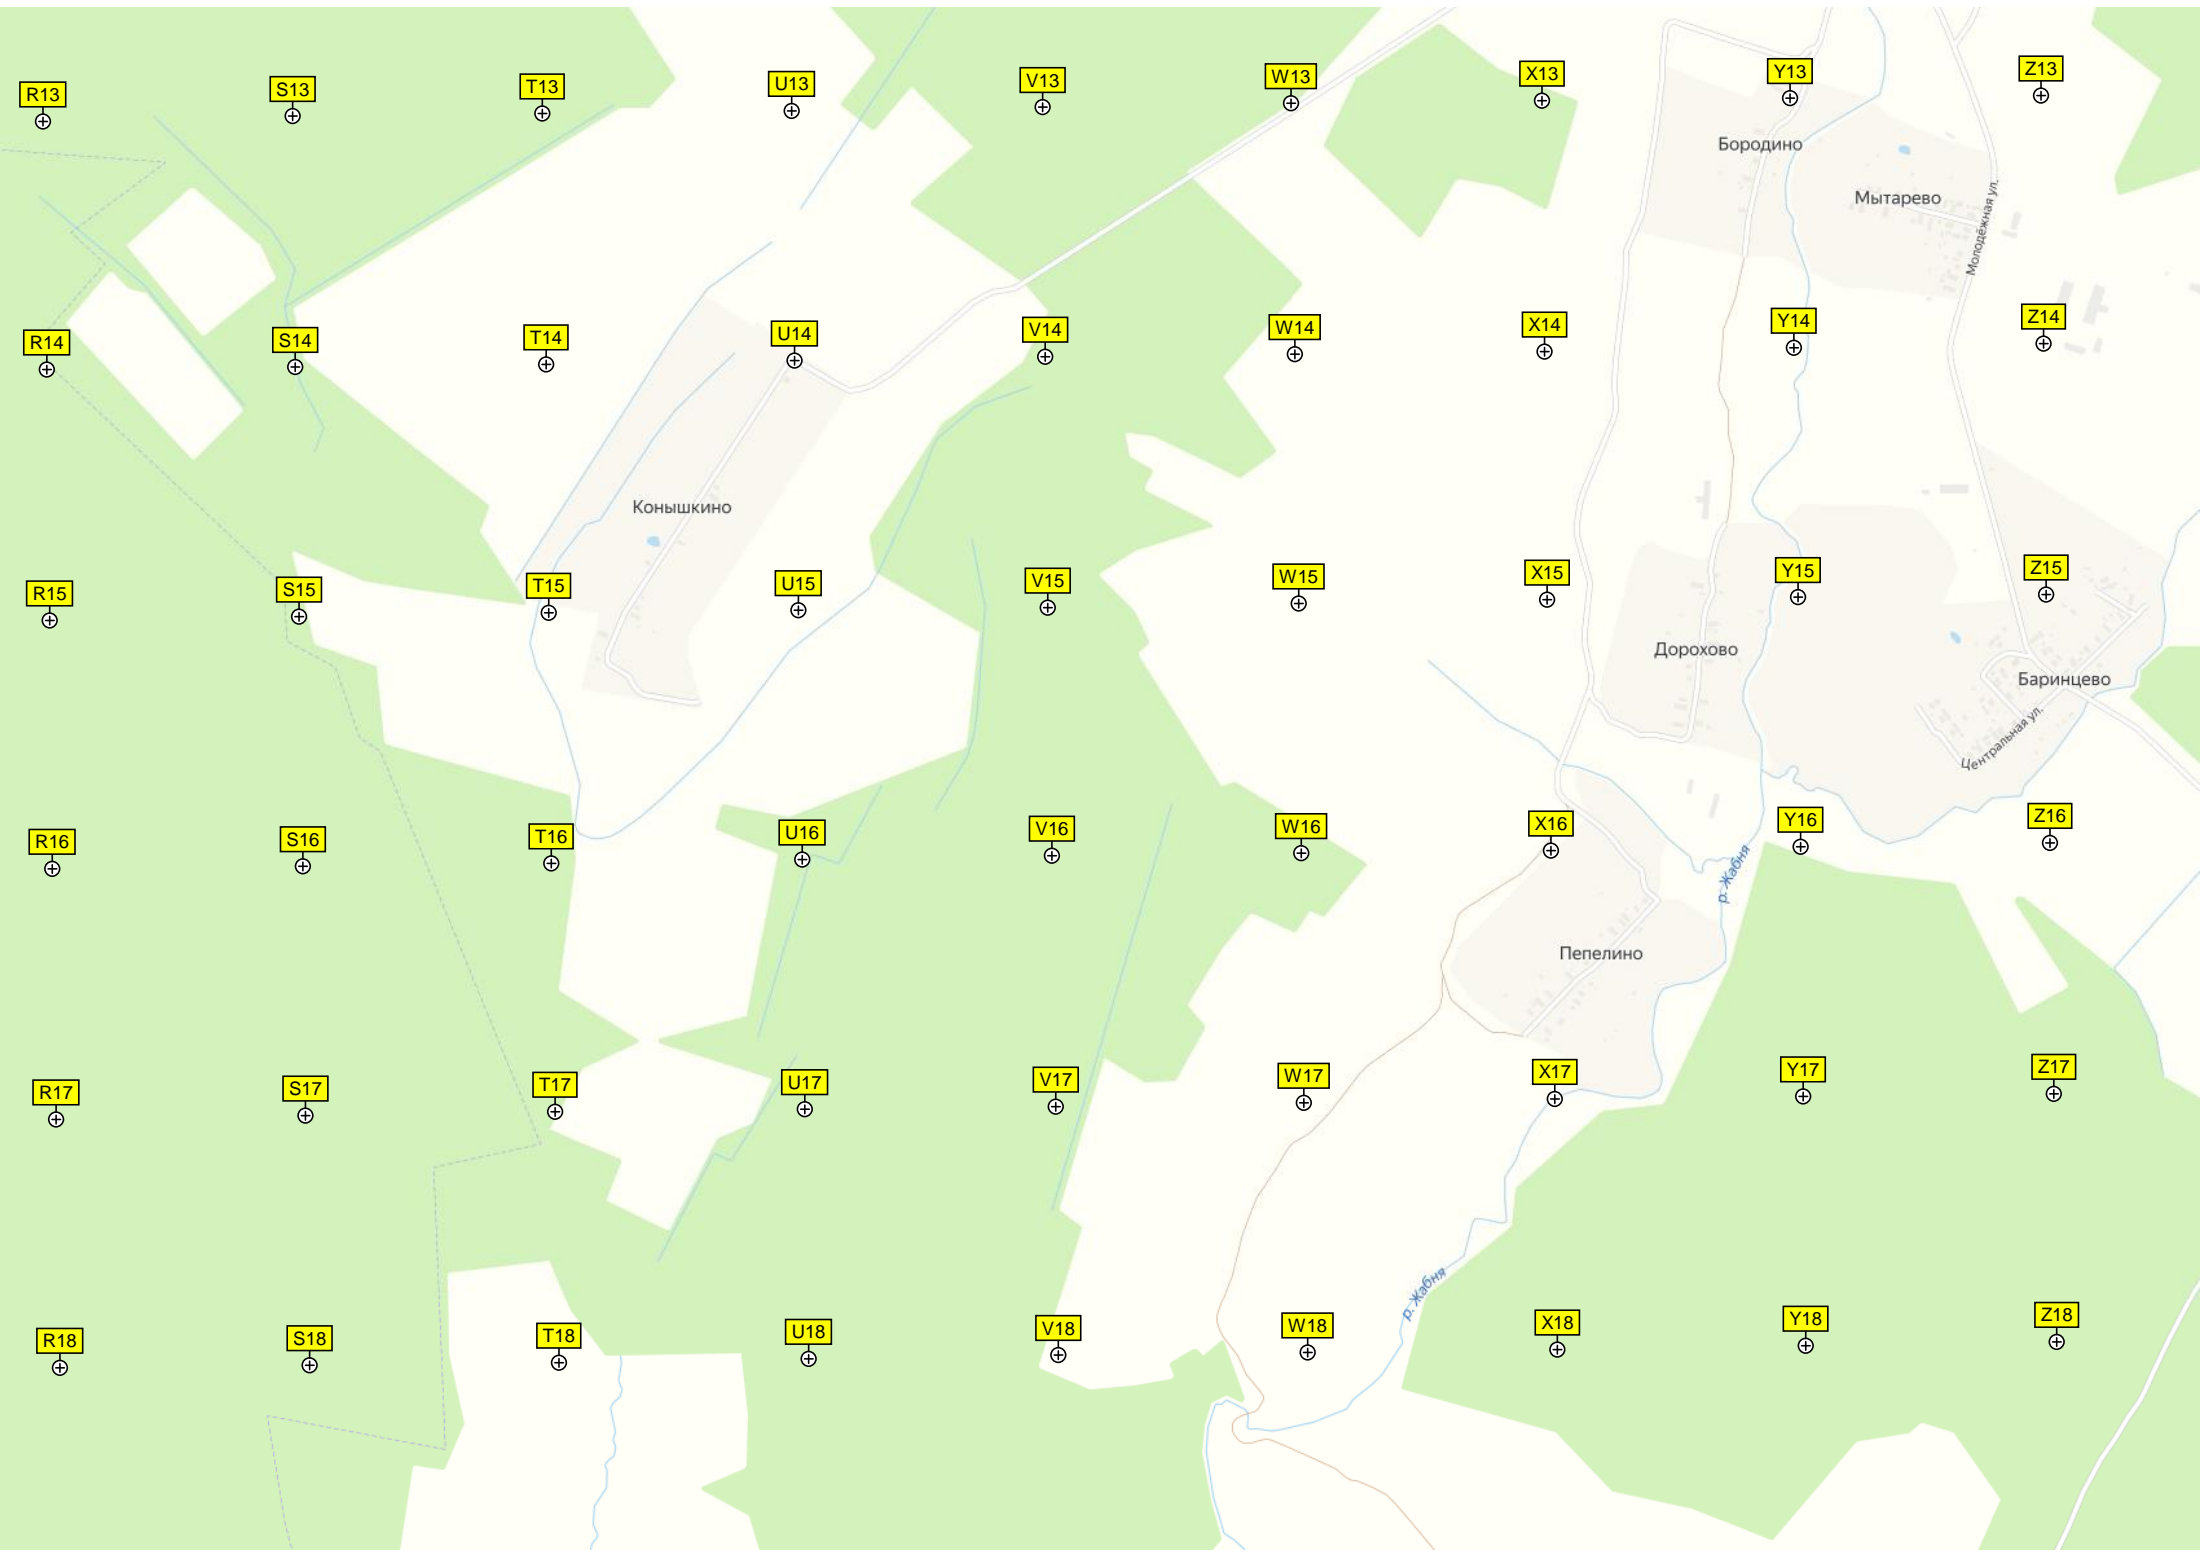 R13
S13
T13
U13
V13
W13
X13
Y13
Z13
Бородино
Мытарево
Молодёжная ул.
R14
S14
T14
U14
V14
W14
X14
Y14
Z14
Конышкино
R15
S15
T15
U15
V15
W15
X15
Y15
Z15
Дорохово
Баринцево
Центральная ул.
R16
S16
T16
U16
V16
W16
X16
Y16
Z16
р. Жабня
Пепелино
R17
S17
T17
U17
V17
W17
X17
Y17
Z17
р. Жабня
R18
S18
T18
U18
V18
W18
X18
Y18
Z18